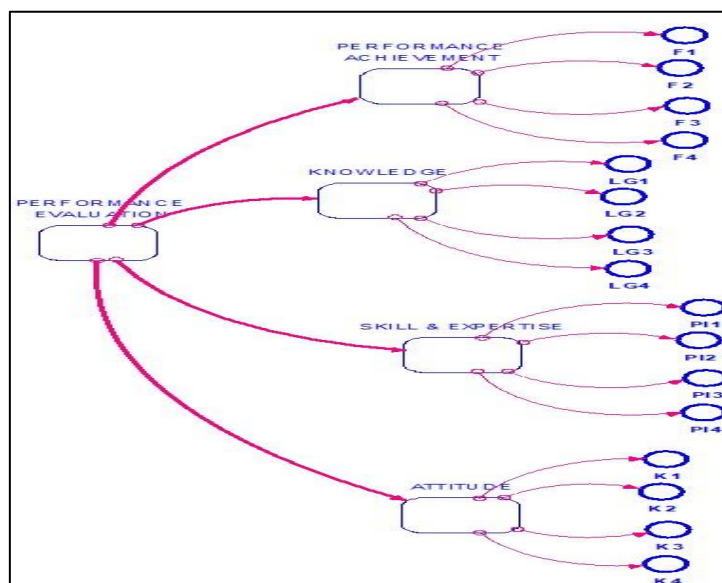 PERFORMANCE
ACHIEVEMENT
F1
F2
F3
F4
KNOWLEDGE
LG1
LG2
LG3
LG4
PERFORMANCE
EVALUATION
SKILL & EXPERTISE
PI1
PI2
PI3
PI4
ATTITUDE
K1
K2
K3
K4